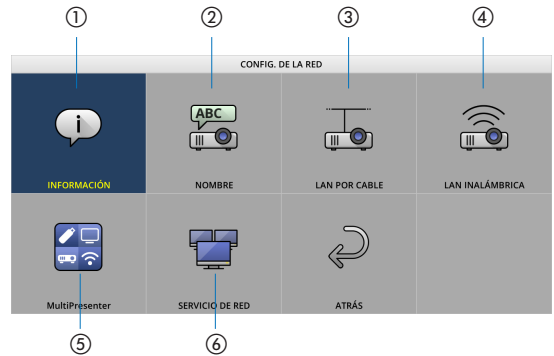 ① ② ③ ④
CONFIG. DE LA RED
ABC
i
INFORMACIÓN NOMBRE LAN POR CABLE LAN INALÁMBRICA
MultiPresenter SERVICIO DE RED ATRÁS
⑤ ⑥